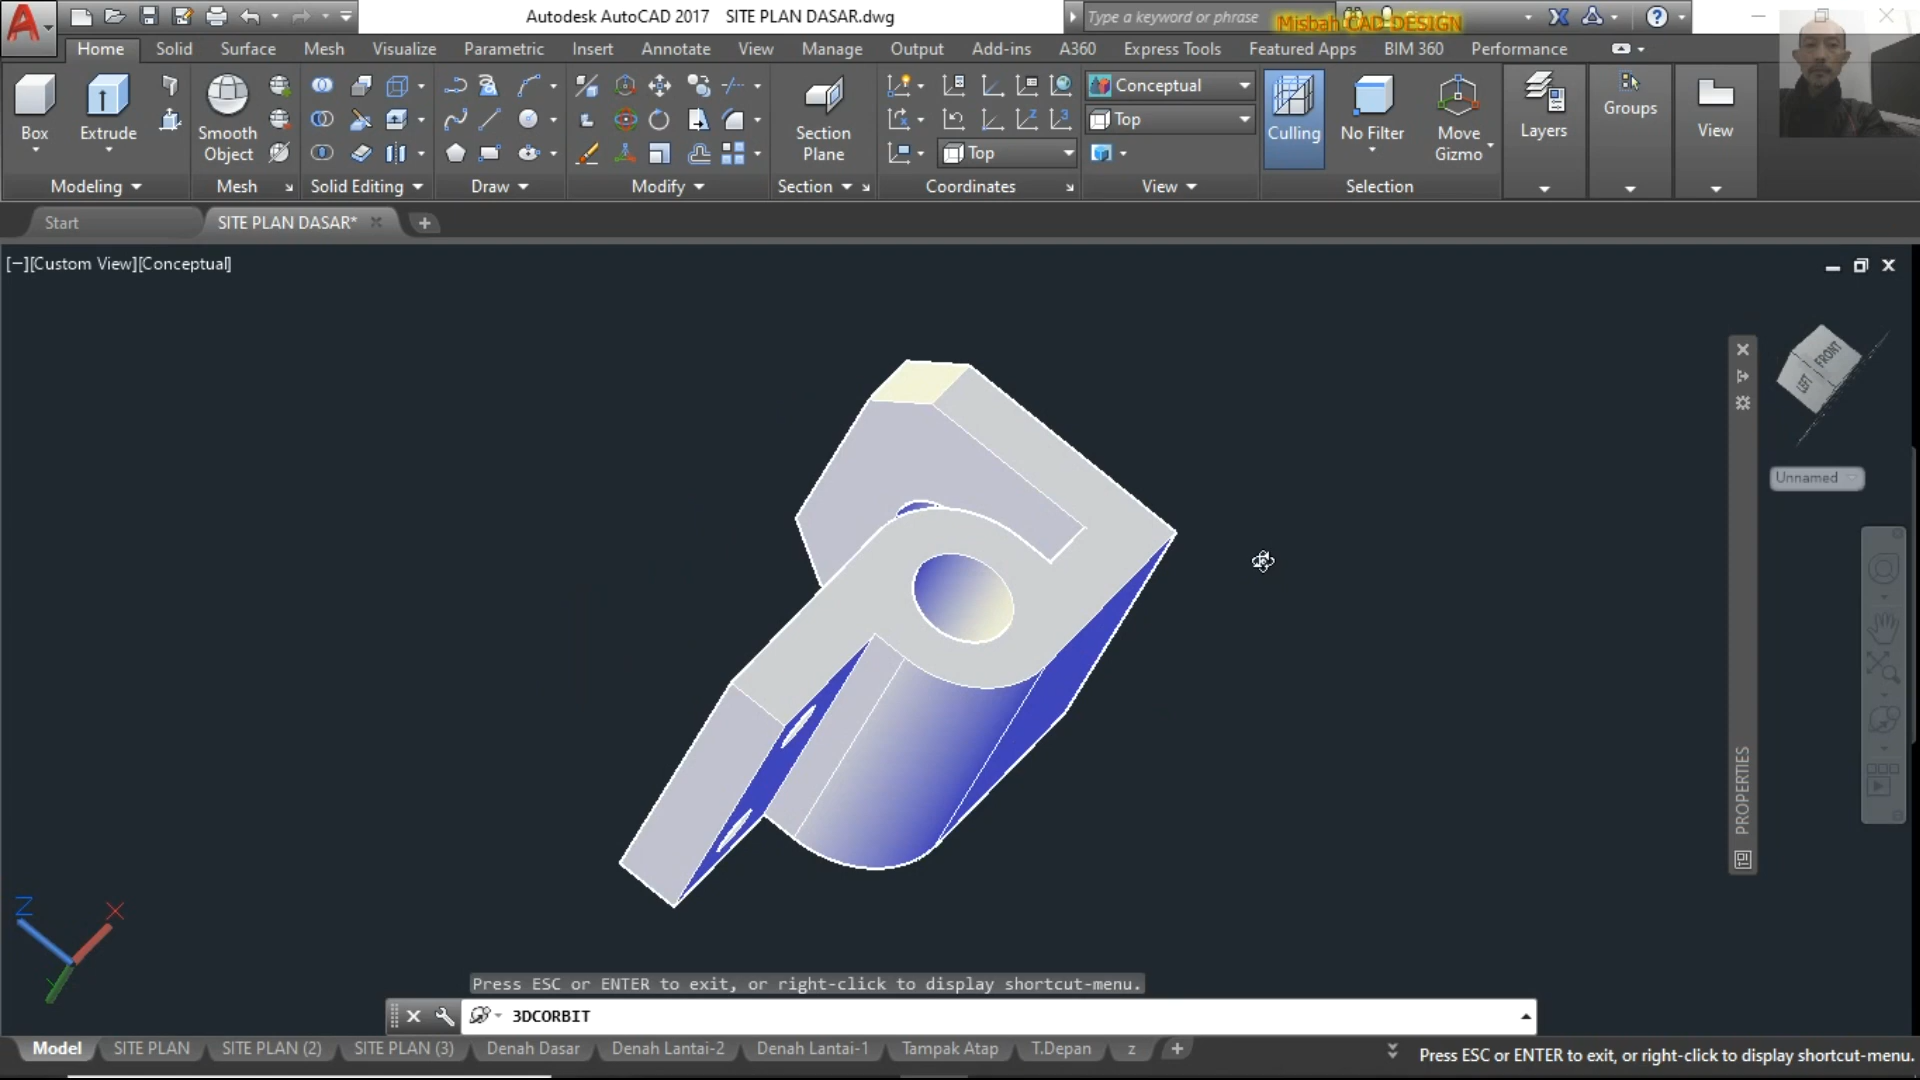 Autodesk AutoCAD 2017 SITE PLAN DASAR.dwg
Type a keyword or phrase
Misbah CAD DESIGN
Home Solid Surface Mesh Visualize Parametric Insert Annotate View Manage Output Add-ins A360 Express Tools Featured Apps BIM 360 Performance
Box
Extrude
Smooth Object
Section Plane
Top
Conceptual
Top
Culling
No Filter
Move Gizmo
Layers
Groups
View
Modeling
Mesh
Solid Editing
Draw
Modify
Section
Coordinates
View
Selection
Start
SITE PLAN DASAR*
[−][Custom View][Conceptual]
FRONT
LEFT
Unnamed
PROPERTIES
Z
X
Y
Press ESC or ENTER to exit, or right-click to display shortcut-menu.
3DCORBIT
Model SITE PLAN SITE PLAN (2) SITE PLAN (3) Denah Dasar Denah Lantai-2 Denah Lantai-1 Tampak Atap T.Depan z
Press ESC or ENTER to exit, or right-click to display shortcut-menu.